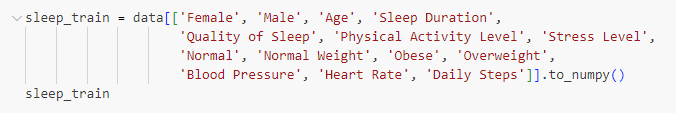 sleep_train = data[['Female', 'Male', 'Age', 'Sleep Duration',
'Quality of Sleep', 'Physical Activity Level', 'Stress Level',
'Normal', 'Normal Weight', 'Obese', 'Overweight',
'Blood Pressure', 'Heart Rate', 'Daily Steps']].to_numpy()
sleep_train